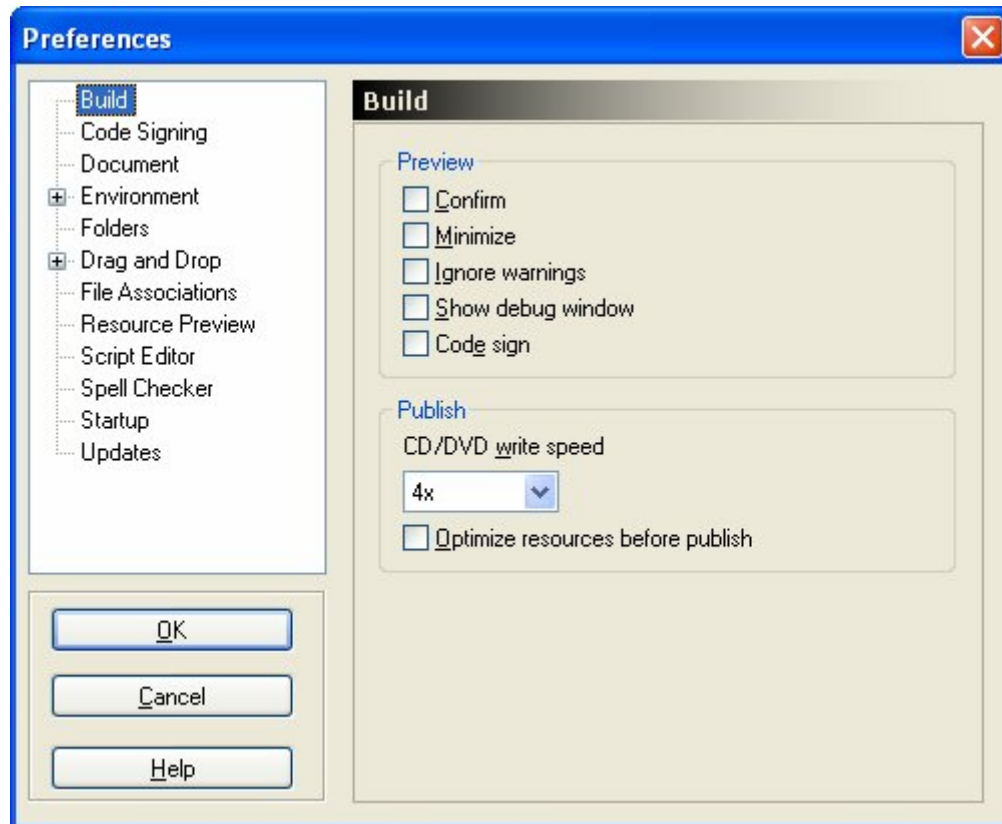 Preferences
Build
Code Signing
Document
Environment
Folders
Drag and Drop
File Associations
Resource Preview
Script Editor
Spell Checker
Startup
Updates
OK
Cancel
Help
Build
Preview
Confirm
Minimize
Ignore warnings
Show debug window
Code sign
Publish
CD/DVD write speed
4x
Optimize resources before publish